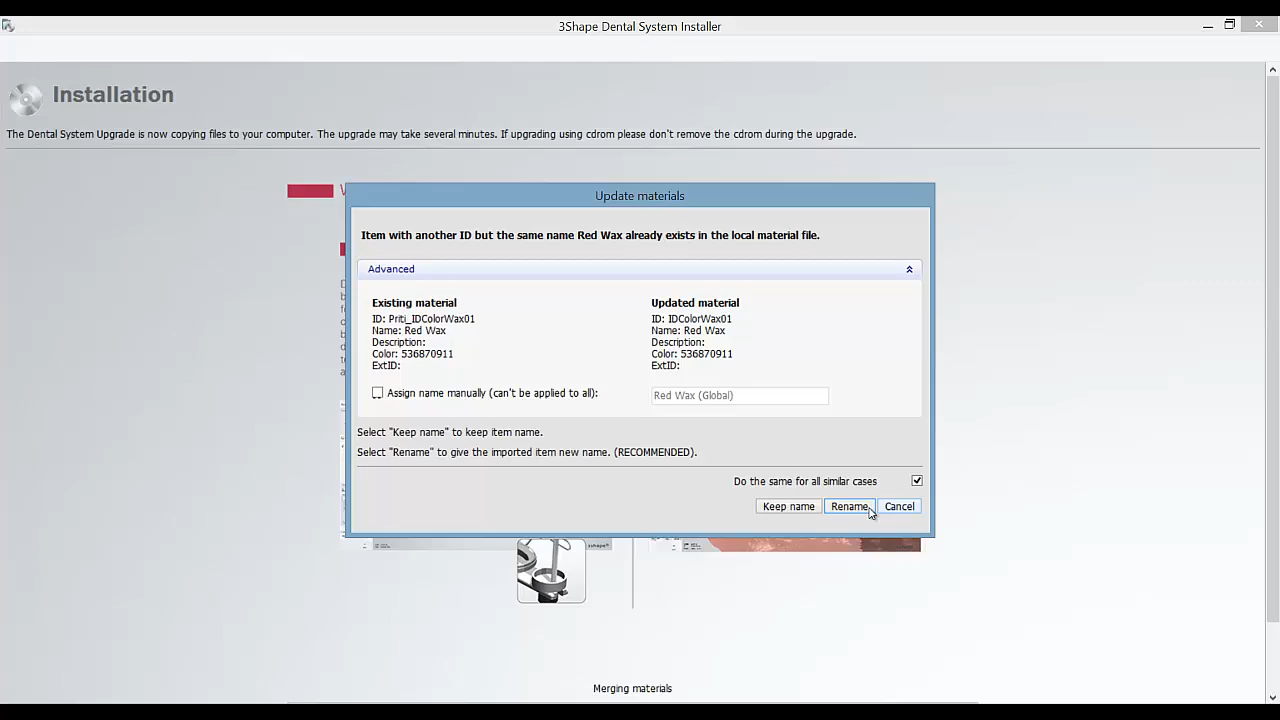 3Shape Dental System Installer
Installation
The Dental System Upgrade is now copying files to your computer. The upgrade may take several minutes. If upgrading using cdrom please don't remove the cdrom during the upgrade.
Update materials
Item with another ID but the same name Red Wax already exists in the local material file.
Advanced
Existing material
ID: Priti_IDColorWax01
Name: Red Wax
Description:
Color: 536870911
ExtID:
Updated material
ID: IDColorWax01
Name: Red Wax
Description:
Color: 536870911
ExtID:
Assign name manually (can't be applied to all):
Red Wax (Global)
Select "Keep name" to keep item name.
Select "Rename" to give the imported item new name. (RECOMMENDED).
Do the same for all similar cases
Keep name
Rename
Cancel
3shape
Merging materials